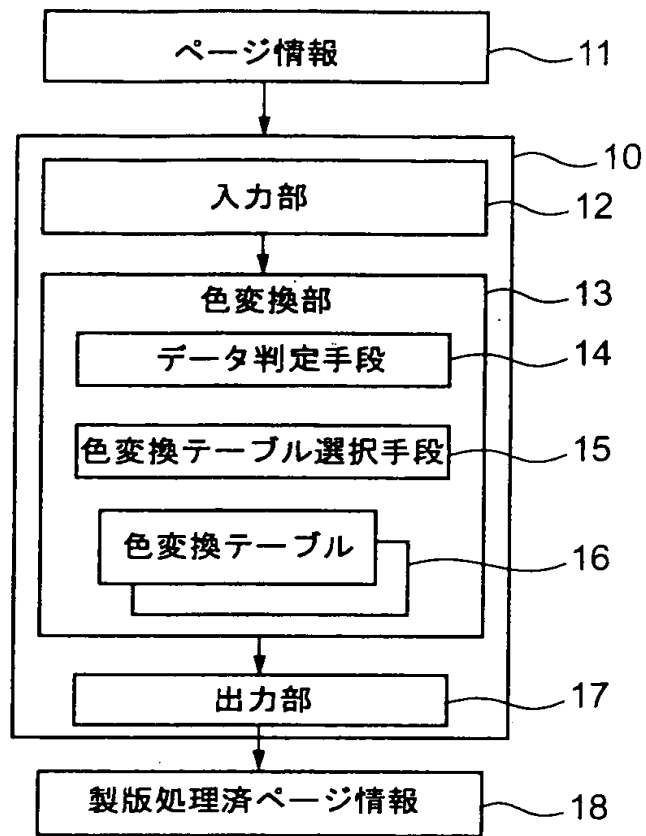 ページ情報
11
10
入力部
12
色変換部
13
データ判定手段
14
色変換テーブル選択手段
15
色変換テーブル
16
出力部
17
製版処理済ページ情報
18